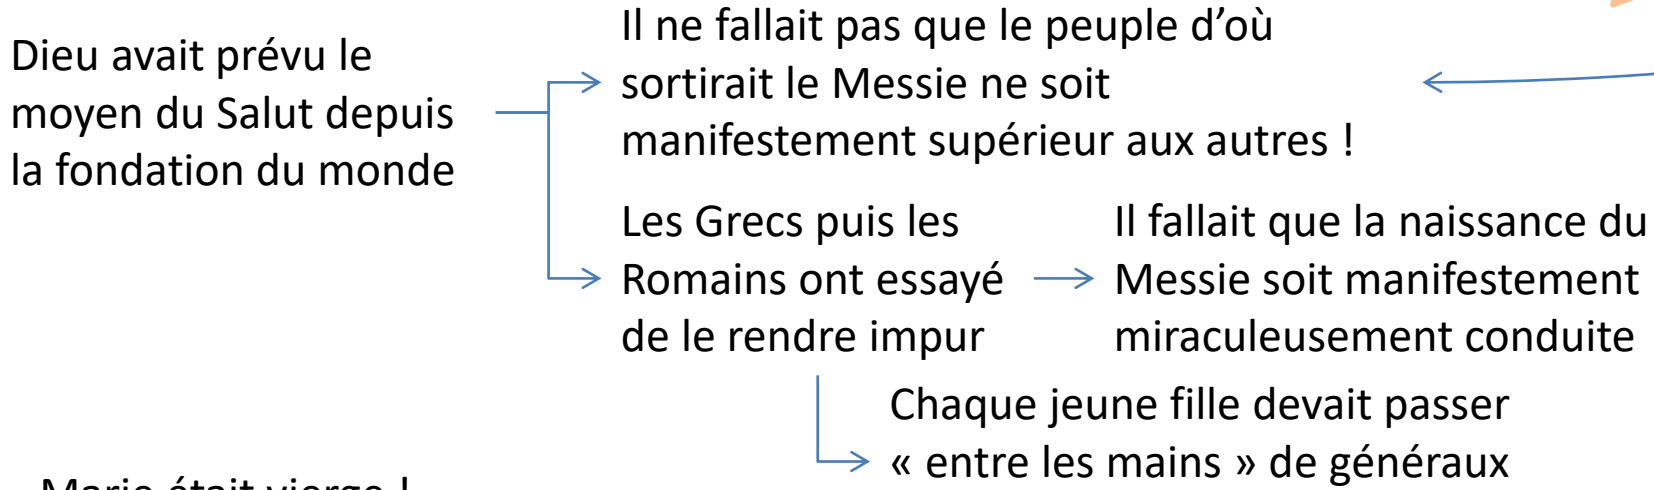 Dieu avait prévu le
moyen du Salut depuis
la fondation du monde
Il ne fallait pas que le peuple d’où
sortirait le Messie ne soit
manifestement supérieur aux autres !
Les Grecs puis les
Romains ont essayé
de le rendre impur
Il fallait que la naissance du
Messie soit manifestement
miraculeusement conduite
Chaque jeune fille devait passer
« entre les mains » de généraux
Marie était vierge !